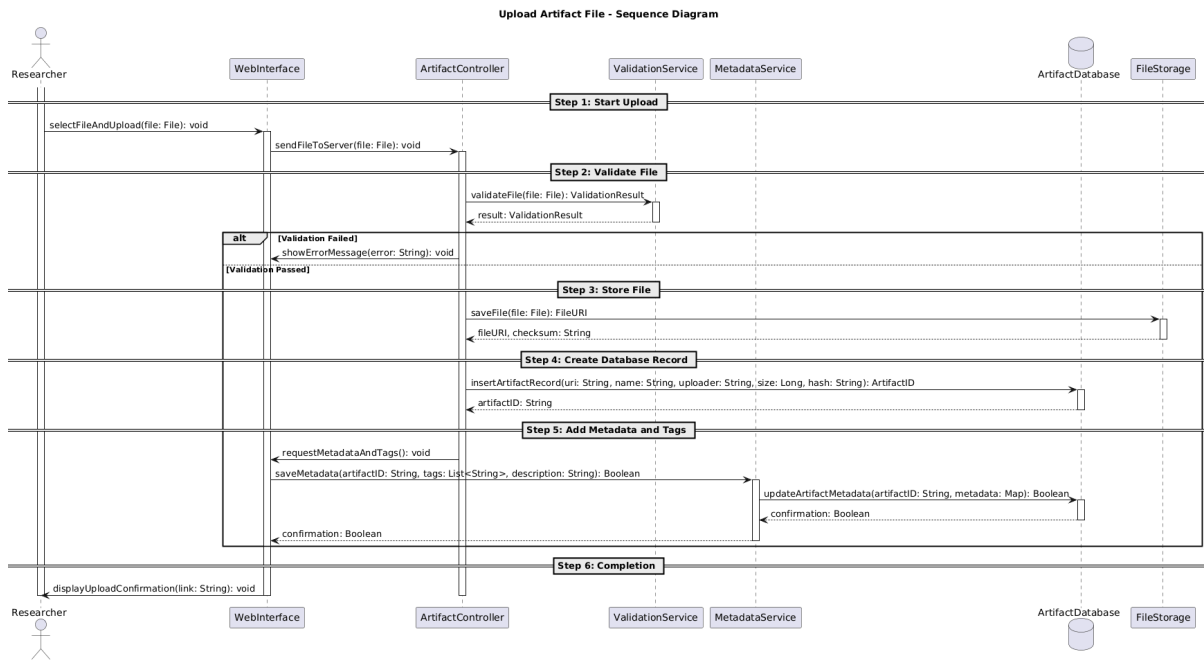 Upload Artifact File - Sequence Diagram
Researcher
WebInterface
ArtifactController
ValidationService
MetadataService
ArtifactDatabase
FileStorage
Step 1: Start Upload
selectFileAndUpload(file: File): void
sendFileToServer(file: File): void
Step 2: Validate File
validateFile(file: File): ValidationResult
result: ValidationResult
alt
[Validation Failed]
showErrorMessage(error: String): void
[Validation Passed]
Step 3: Store File
saveFile(file: File): FileURI
fileURI, checksum: String
Step 4: Create Database Record
insertArtifactRecord(uri: String, name: String, uploader: String, size: Long, hash: String): ArtifactID
artifactID: String
Step 5: Add Metadata and Tags
requestMetadataAndTags(): void
saveMetadata(artifactID: String, tags: List<String>, description: String): Boolean
updateArtifactMetadata(artifactID: String, metadata: Map): Boolean
confirmation: Boolean
confirmation: Boolean
Step 6: Completion
displayUploadConfirmation(link: String): void
Researcher
WebInterface
ArtifactController
ValidationService
MetadataService
ArtifactDatabase
FileStorage